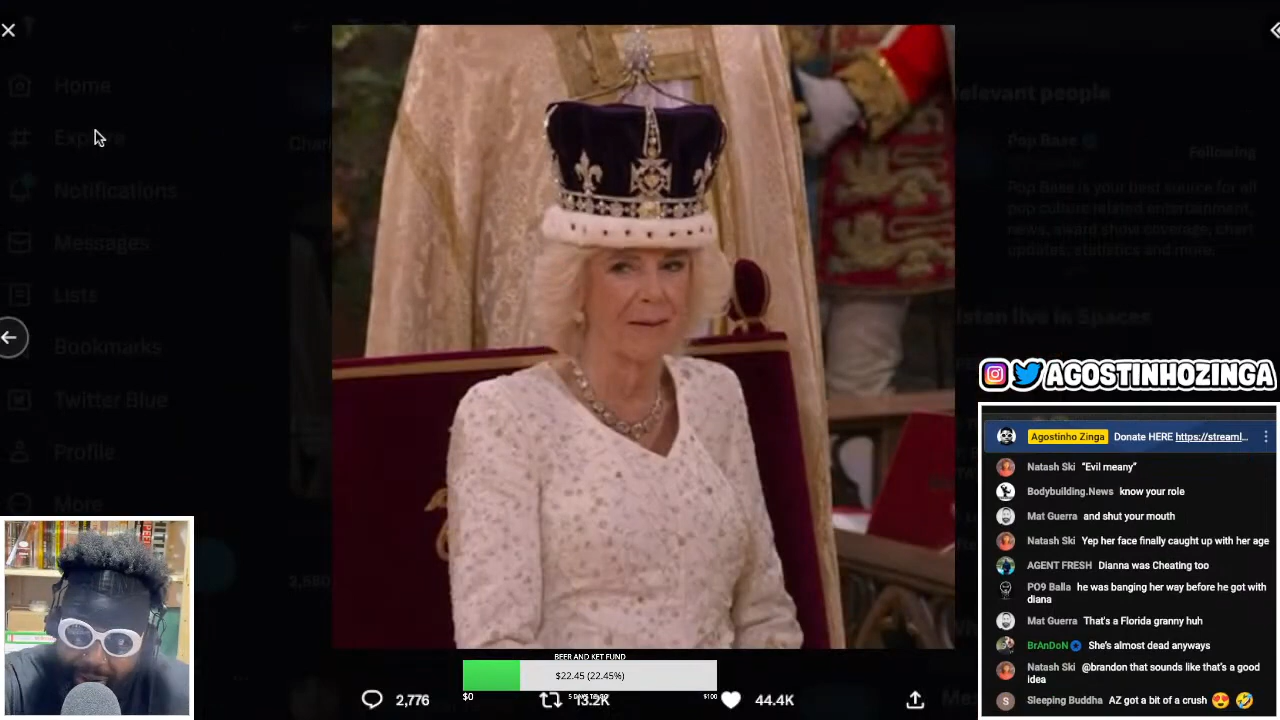 Home
Explore
Notifications
Messages
Lists
Bookmarks
Twitter Blue
Profile
More
Relevant people
Pop Base
Following
Pop Base is your best source for all
pop culture related entertainment,
news, award show coverage, chart
updates, statistics and more.
listen live in Spaces
AGOSTINHOZINGA
Agostinho Zinga Donate HERE https://streaml...
Natash Ski "Evil meany"
Bodybuilding.News know your role
Mat Guerra and shut your mouth
Natash Ski Yep her face finally caught up with her age
AGENT FRESH Dianna was Cheating too
PO9 Balla he was banging her way before he got with
diana
Mat Guerra That's a Florida granny huh
BrAnDoN She's almost dead anyways
Natash Ski @brandon that sounds like that's a good
idea
Sleeping Buddha AZ got a bit of a crush 😍 🤣
BEER AND KET FUND
$22.45 (22.45%)
$0 5 DAYS TO GO $100
2,776 13.2K 44.4K